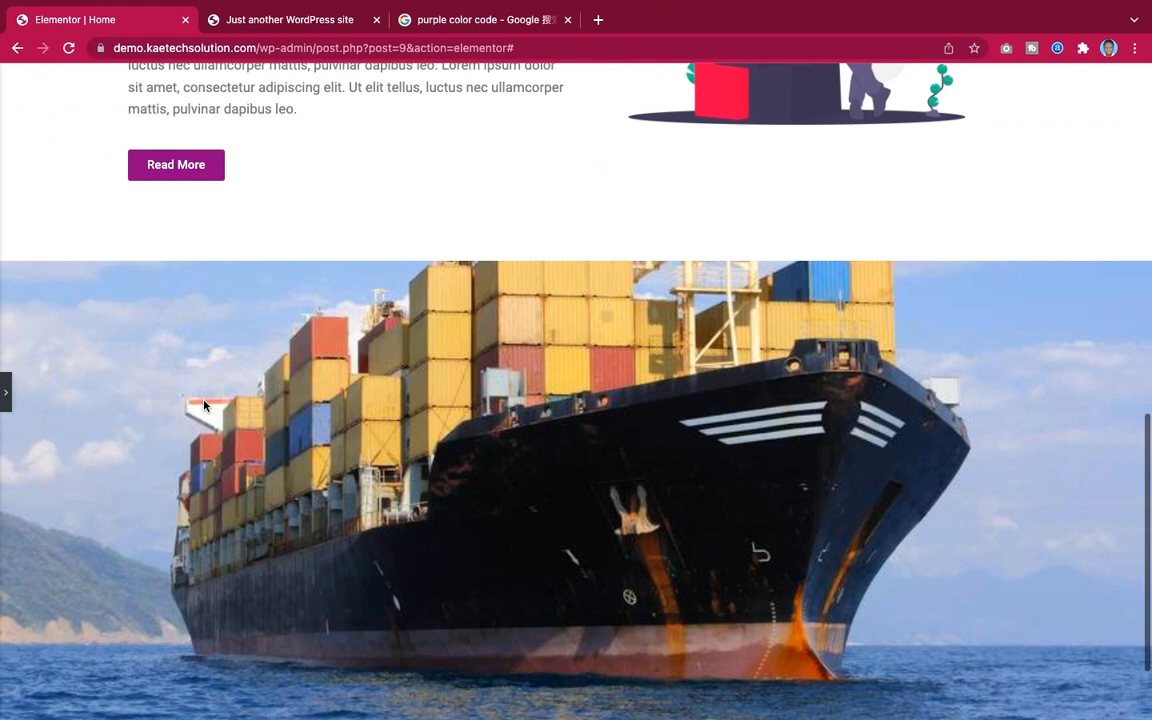 Elementor | Home
Just another WordPress site
purple color code - Google 搜
demo.kaetechsolution.com/wp-admin/post.php?post=9&action=elementor#
luctus nec ullamcorper mattis, pulvinar dapibus leo. Lorem ipsum dolor
sit amet, consectetur adipiscing elit. Ut elit tellus, luctus nec ullamcorper
mattis, pulvinar dapibus leo.
Read More